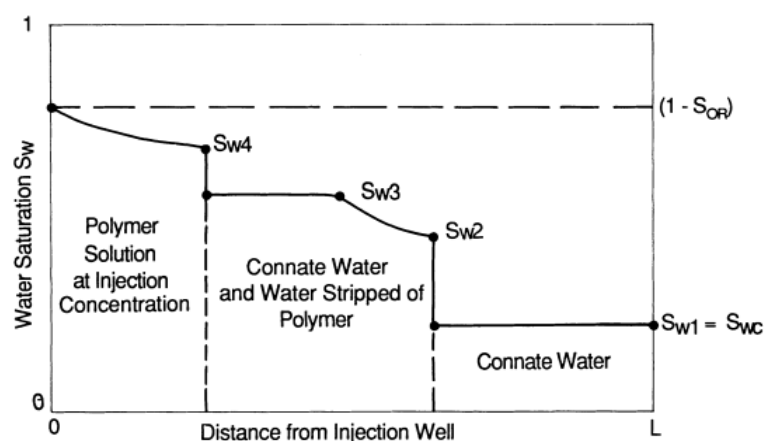 1
Water Saturation Sw
(1 - SOR)
Sw4
Sw3
Sw2
Polymer
Solution
at Injection
Concentration
Connate Water
and Water Stripped of
Polymer
Sw1 = Swc
Connate Water
0
0
Distance from Injection Well
L